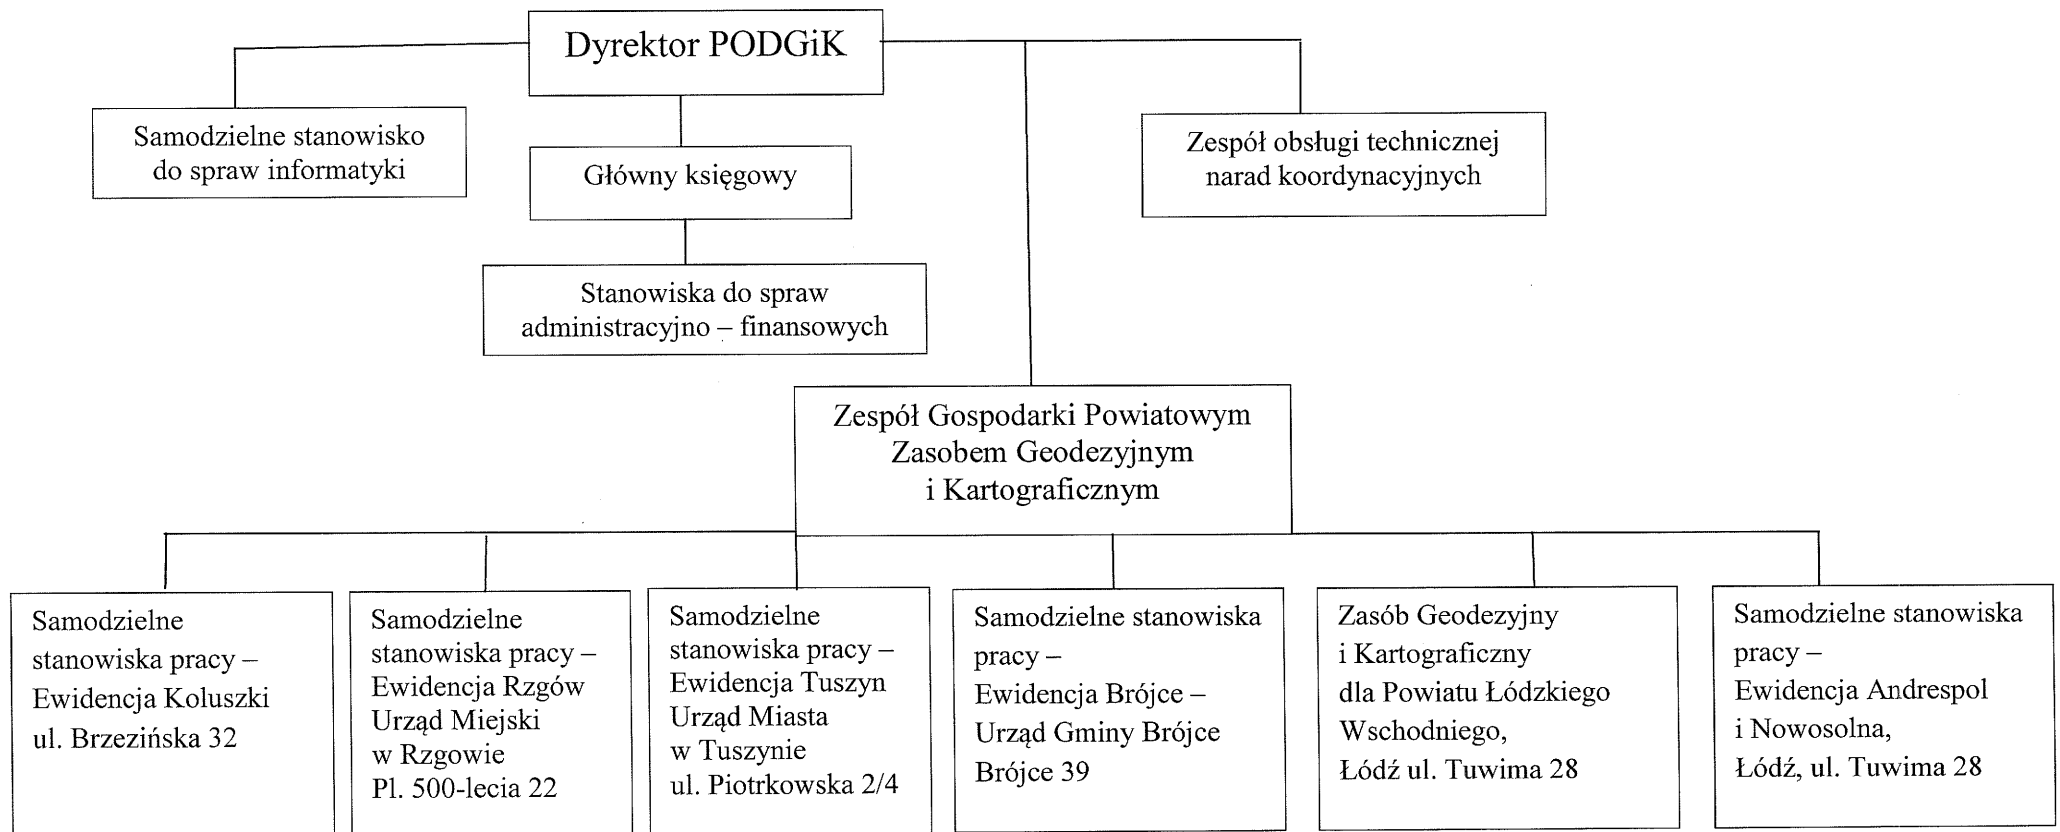 Dyrektor PODGiK
Samodzielne stanowisko
do spraw informatyki
Główny księgowy
Zespół obsługi technicznej
narad koordynacyjnych
Stanowiska do spraw
administracyjno – finansowych
Zespół Gospodarki Powiatowym
Zasobem Geodezyjnym
i Kartograficznym
Samodzielne
stanowiska pracy –
Ewidencja Koluszki
ul. Brzezińska 32
Samodzielne
stanowiska pracy –
Ewidencja Rzgów
Urząd Miejski
w Rzgowie
Pl. 500-lecia 22
Samodzielne
stanowiska pracy –
Ewidencja Tuszyn
Urząd Miasta
w Tuszynie
ul. Piotrkowska 2/4
Samodzielne stanowiska
pracy –
Ewidencja Brójce –
Urząd Gminy Brójce
Brójce 39
Zasób Geodezyjny
i Kartograficzny
dla Powiatu Łódzkiego
Wschodniego,
Łódź ul. Tuwima 28
Samodzielne stanowiska
pracy –
Ewidencja Andrespol
i Nowosolna,
Łódź, ul. Tuwima 28